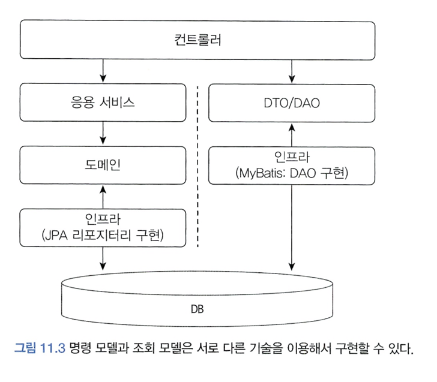 컨트롤러
응용 서비스
DTO/DAO
도메인
인프라
(MyBatis: DAO 구현)
인프라
(JPA 리포지터리 구현)
DB
그림 11.3 명령 모델과 조회 모델은 서로 다른 기술을 이용해서 구현할 수 있다.